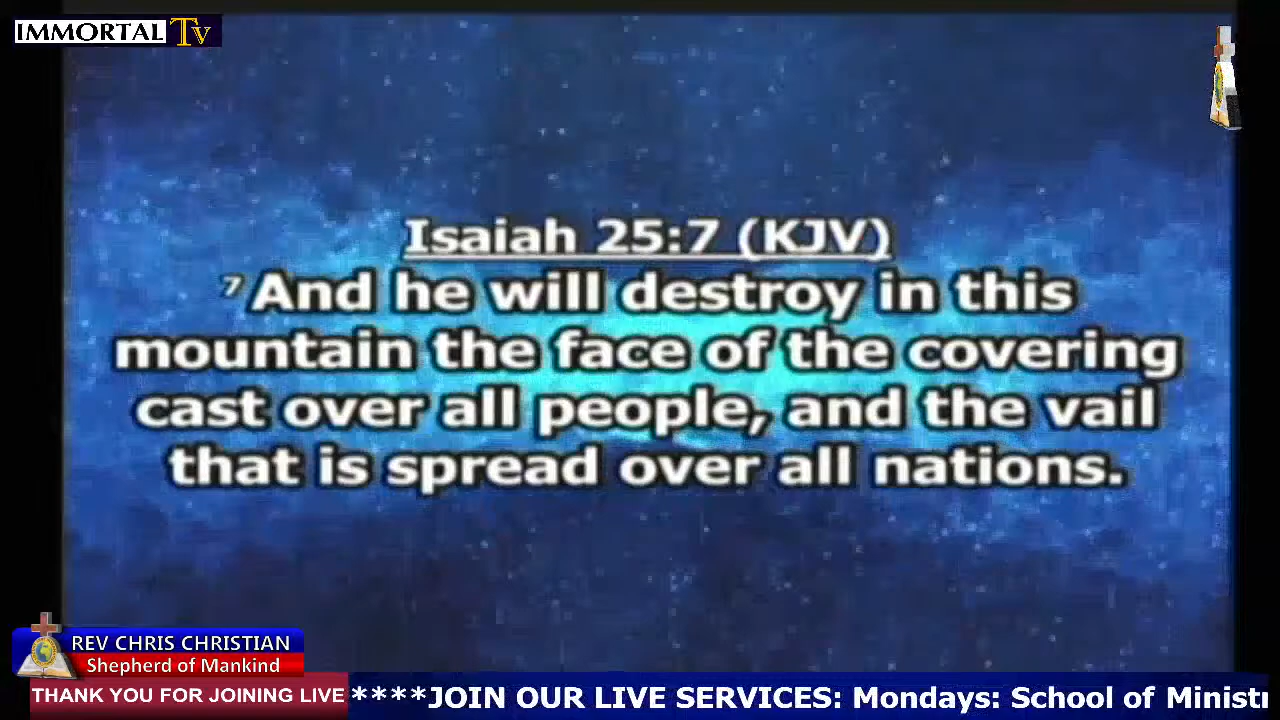 IMMORTAL Tv
Isaiah 25:7 (KJV)
7 And he will destroy in this
mountain the face of the covering
cast over all people, and the vail
that is spread over all nations.
REV CHRIS CHRISTIAN
Shepherd of Mankind
THANK YOU FOR JOINING LIVE ****JOIN OUR LIVE SERVICES: Mondays: School of Ministr